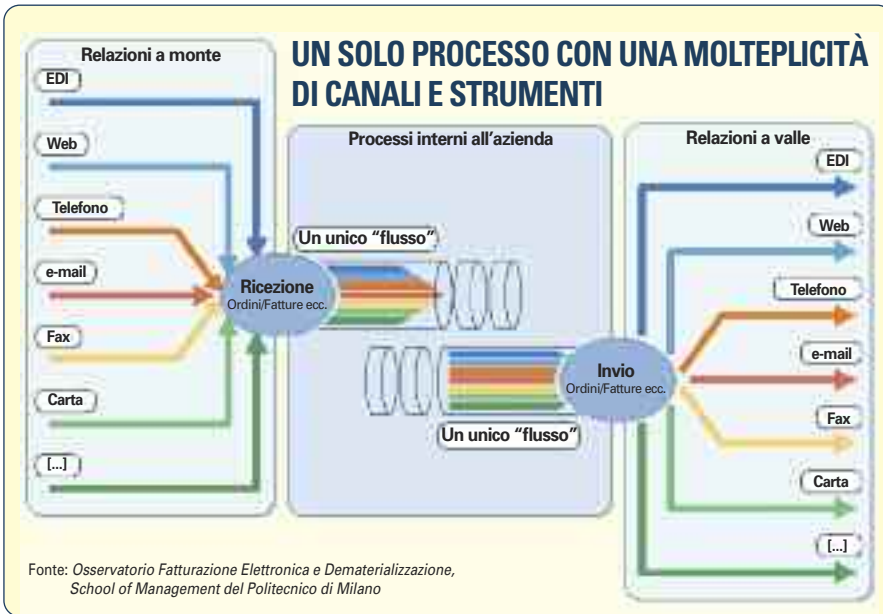 Relazioni a monte
UN SOLO PROCESSO CON UNA MOLTEPLICITÀ
DI CANALI E STRUMENTI
EDI
Web
Telefono
e-mail
Fax
Carta
[...]
Processi interni all'azienda
Un unico “flusso”
Ricezione
Ordini/Fatture ecc.
Invio
Ordini/Fatture ecc.
Un unico “flusso”
Relazioni a valle
EDI
Web
Telefono
e-mail
Fax
Carta
[...]
Fonte: Osservatorio Fatturazione Elettronica e Dematerializzazione,
School of Management del Politecnico di Milano